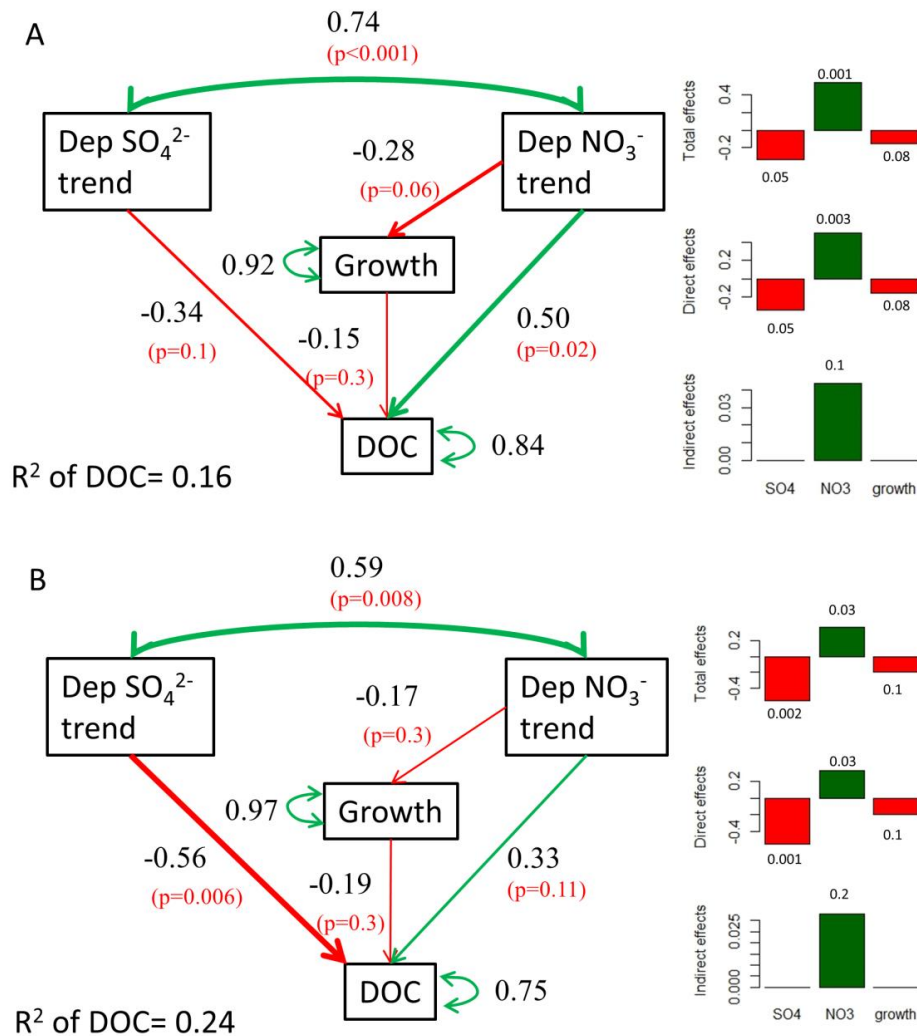 A
0.74
(p<0.001)
Dep SO₄²⁻
trend
Dep NO₃⁻
trend
-0.28
(p=0.06)
0.92
Growth
-0.34
(p=0.1)
-0.15
(p=0.3)
0.50
(p=0.02)
DOC
0.84
R² of DOC= 0.16
Total effects
0.4
-0.2
0.001
0.05
0.08
Direct effects
0.2
-0.2
0.003
0.05
0.08
Indirect effects
0.03
0.00
0.1
SO4 NO3 growth
B
0.59
(p=0.008)
Dep SO₄²⁻
trend
Dep NO₃⁻
trend
-0.17
(p=0.3)
0.97
Growth
-0.56
(p=0.006)
-0.19
(p=0.3)
0.33
(p=0.11)
DOC
0.75
R² of DOC= 0.24
Total effects
0.2
-0.4
0.03
0.002
0.1
Direct effects
0.2
-0.4
0.03
0.001
0.1
Indirect effects
0.025
0.000
0.2
SO4 NO3 growth